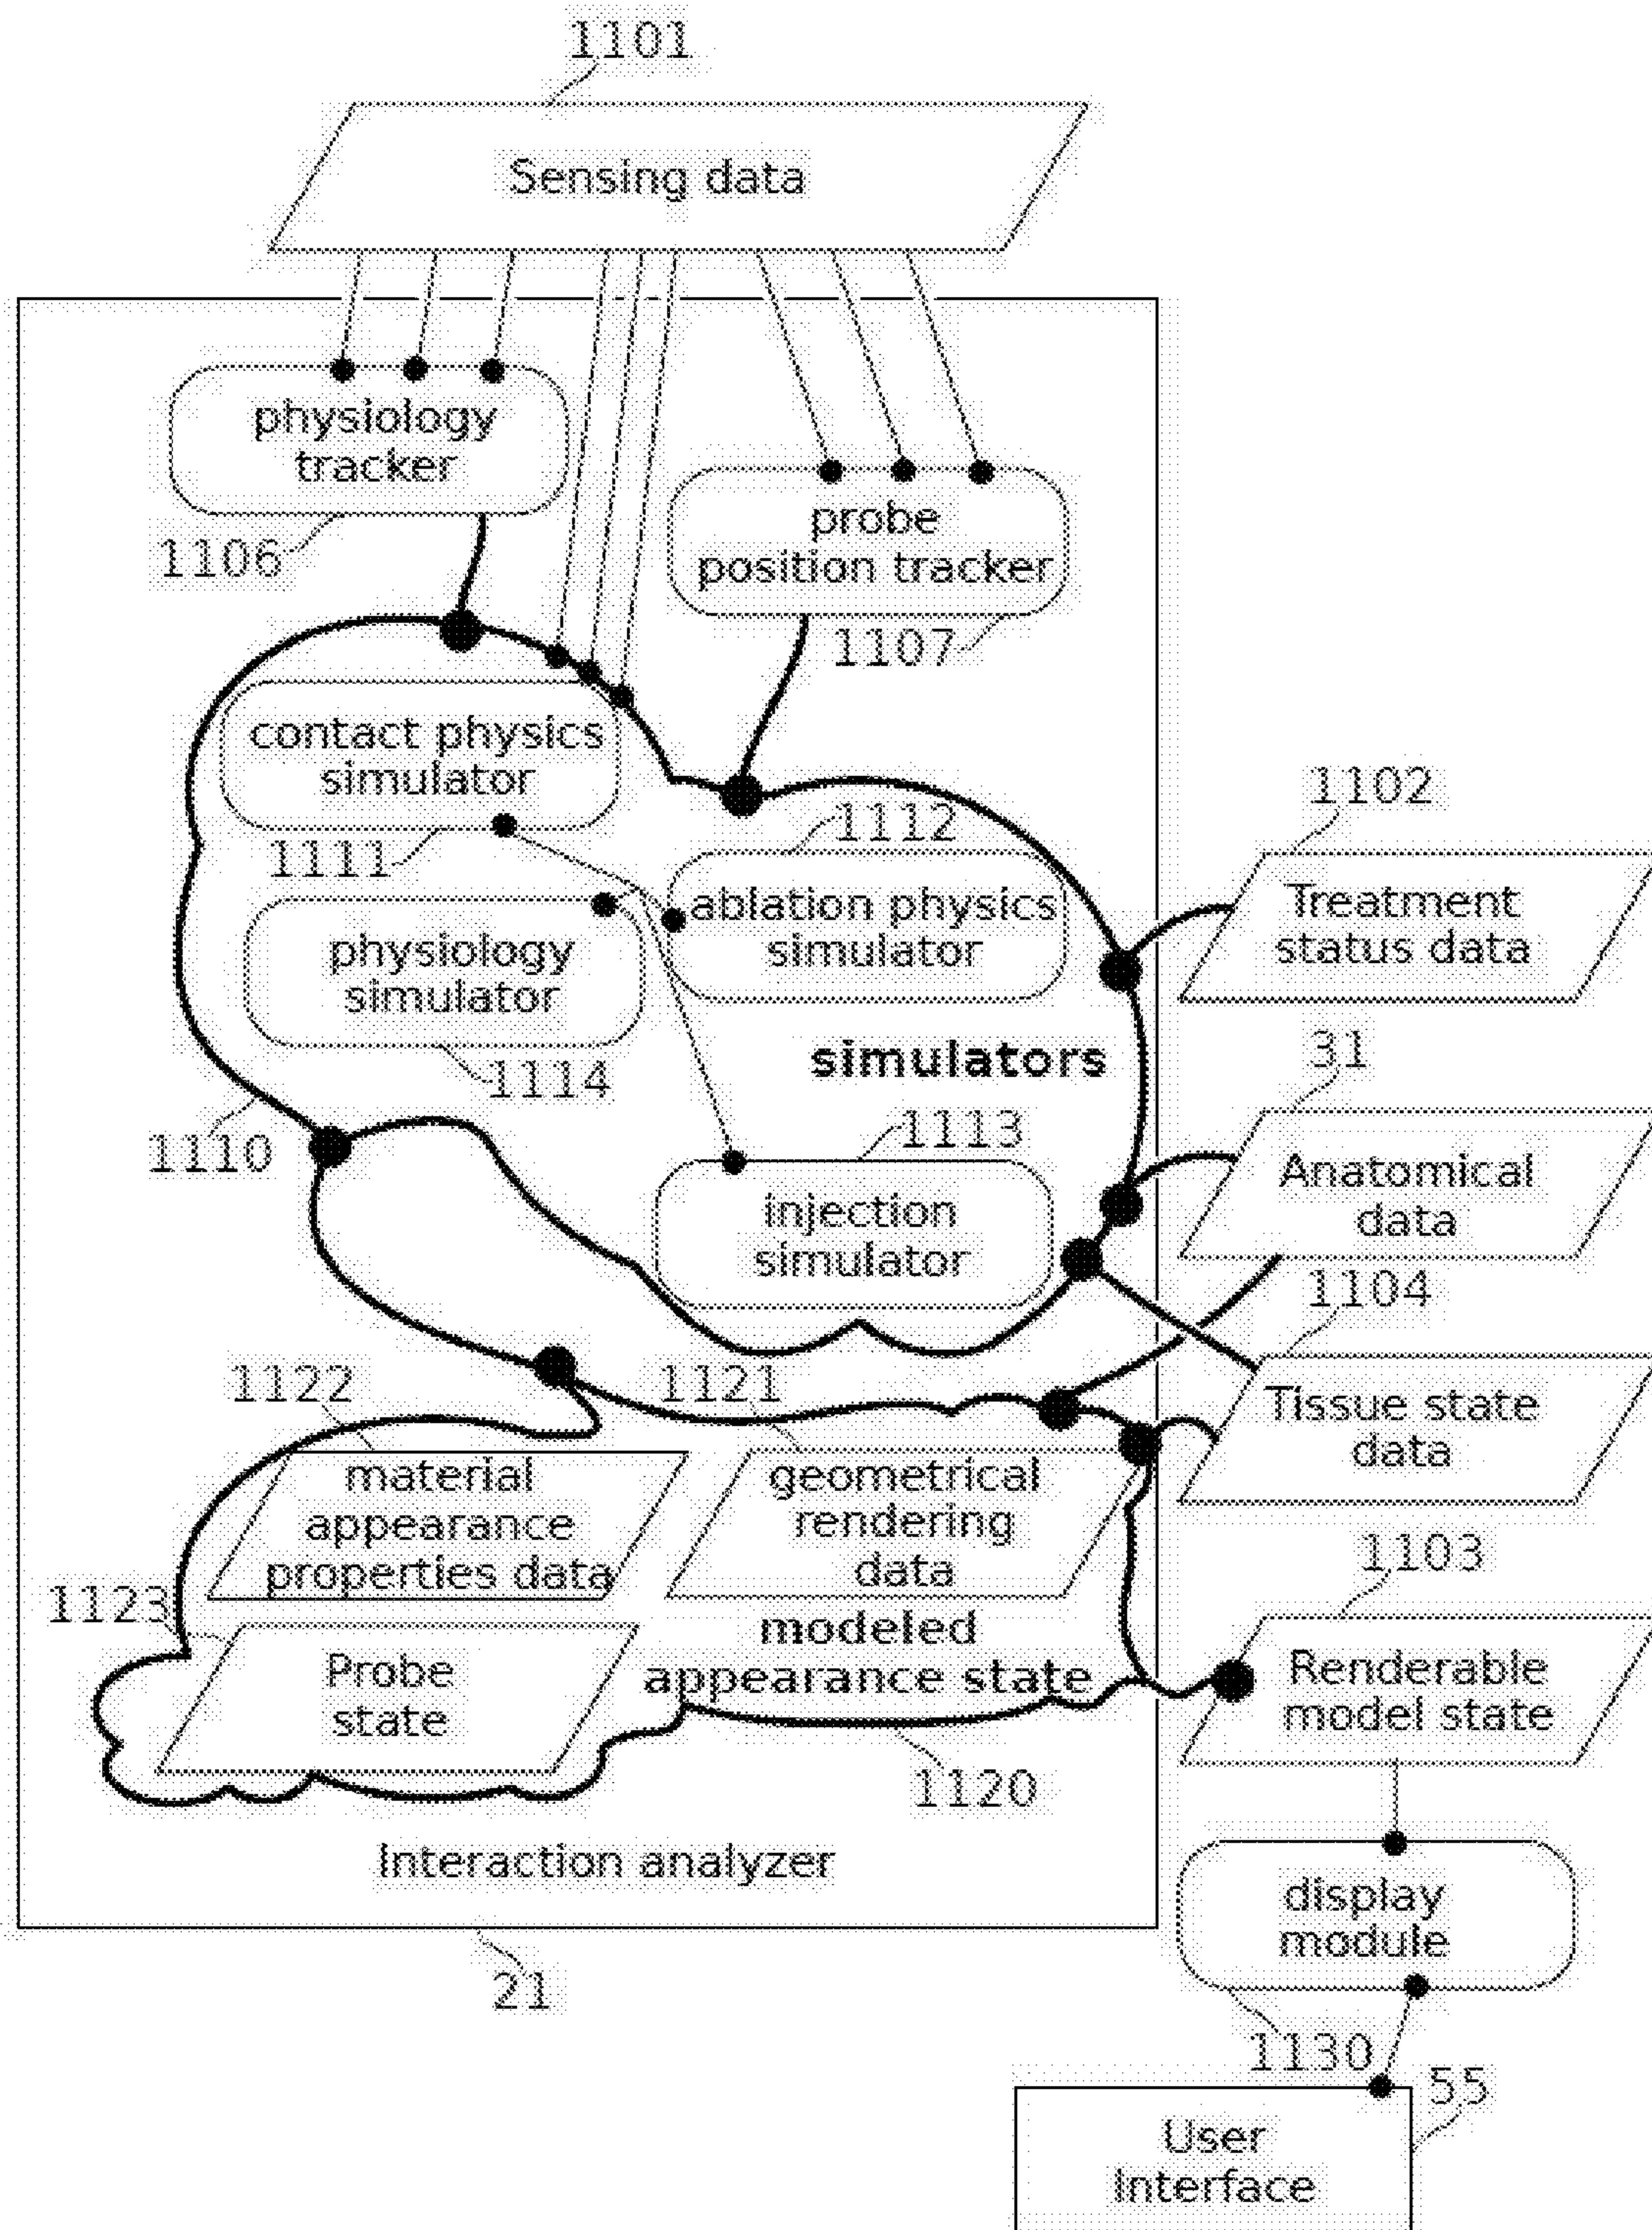 1101
Sensing data
physiology
tracker
1106
probe
position tracker
1107
contact physics
simulator
1111
1112
ablation physics
simulator
physiology
simulator
1114
simulators
1110
1113
injection
simulator
1102
Treatment
status data
31
Anatomical
data
1104
Tissue state
data
1122
1121
material
appearance
properties data
geometrical
rendering
data
1123
Probe
state
modeled
appearance state
1120
1103
Renderable
model state
Interaction analyzer
21
display
module
1130
55
User
Interface